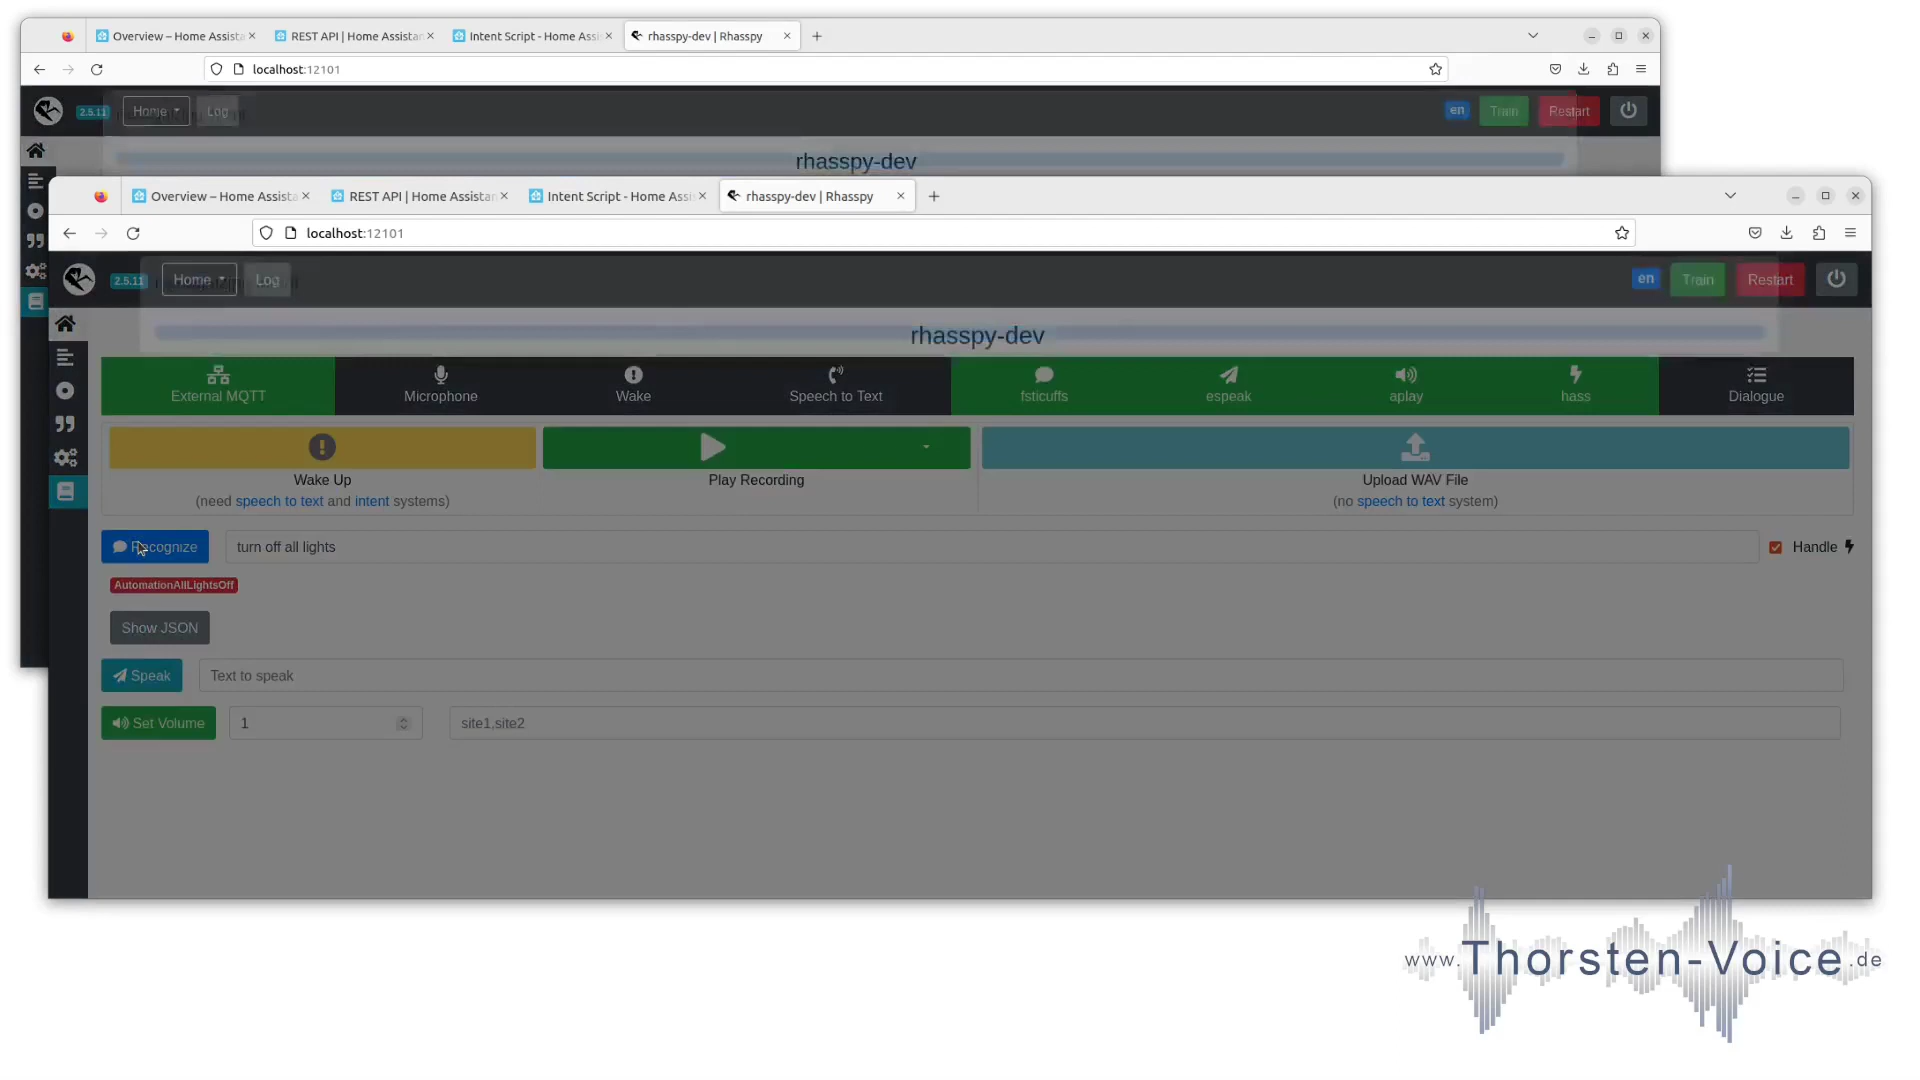 Overview – Home Assista
REST API | Home Assistan
Intent Script - Home Assis
rhasspy-dev | Rhasspy
localhost:12101
2.5.11
Home
Log
en
Train
Restart
rhasspy-dev
Overview – Home Assista
REST API | Home Assistan
Intent Script - Home Assis
rhasspy-dev | Rhasspy
localhost:12101
2.5.11
Home
Log
en
Train
Restart
rhasspy-dev
External MQTT
Microphone
Wake
Speech to Text
fsticuffs
espeak
aplay
hass
Dialogue
Wake Up
(need speech to text and intent systems)
Play Recording
Upload WAV File
(no speech to text system)
Recognize
turn off all lights
Handle
AutomationAllLightsOff
Show JSON
Speak
Text to speak
Set Volume
1
site1,site2
www.Thorsten-Voice.de